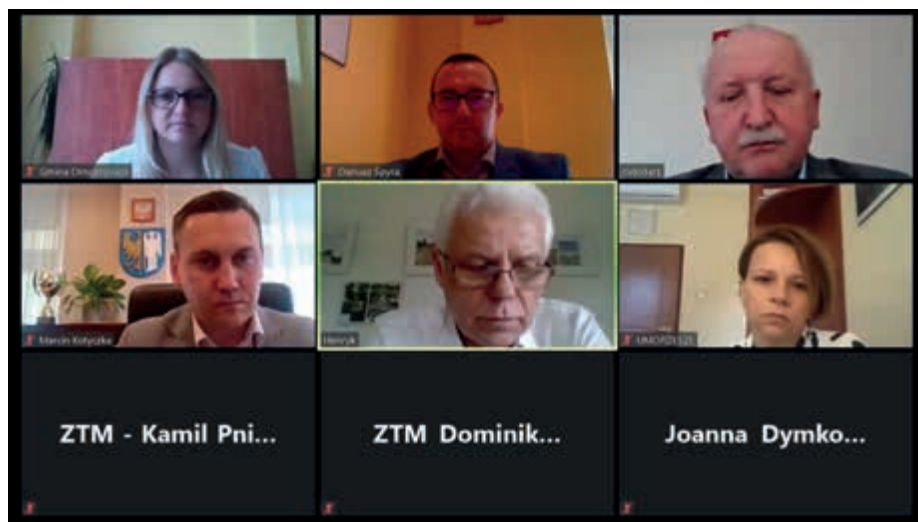 Dariusz Spyra
Marcin Kotyczka
Henryk
ZTM - Kamil Pni...
ZTM Dominik...
Joanna Dymko...